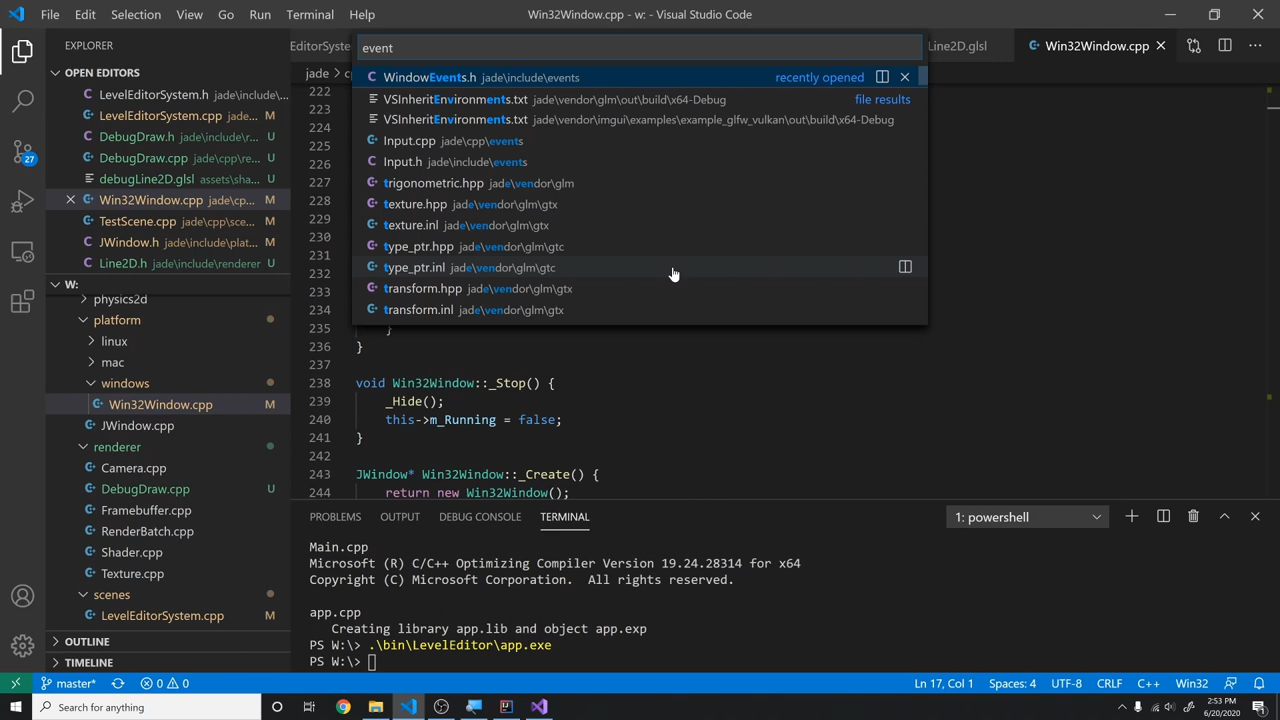 File Edit Selection View Go Run Terminal Help
Win32Window.cpp - w: - Visual Studio Code
EXPLORER
OPEN EDITORS
LevelEditorSystem.h jade\include\...
LevelEditorSystem.cpp jade...
DebugDraw.h jade\include\re... U
DebugDraw.cpp jade\cpp\re... U
debugLine2D.glsl assets\sha... U
Win32Window.cpp jade\cp... M
TestScene.cpp jade\cpp\sce... M
JWindow.h jade\include\plat... M
Line2D.h jade\include\renderer
27
W:
physics2d
platform
linux
mac
windows
Win32Window.cpp M
JWindow.cpp
renderer
Camera.cpp
DebugDraw.cpp U
Framebuffer.cpp
RenderBatch.cpp
Shader.cpp
Texture.cpp
scenes
LevelEditorSystem.cpp M
OUTLINE
TIMELINE
EditorSyste
Line2D.glsl
Win32Window.cpp
jade
event
WindowEvents.h jade\include\events recently opened
VSInheritEnvironments.txt jade\vendor\glm\out\build\x64-Debug file results
VSInheritEnvironments.txt jade\vendor\imgui\examples\example_glfw_vulkan\out\build\x64-Debug
Input.cpp jade\cpp\events
Input.h jade\include\events
trigonometric.hpp jade\vendor\glm
texture.hpp jade\vendor\glm\gtx
texture.inl jade\vendor\glm\gtx
type_ptr.hpp jade\vendor\glm\gtc
type_ptr.inl jade\vendor\glm\gtc
transform.hpp jade\vendor\glm\gtx
transform.inl jade\vendor\glm\gtx
222
223
224
225
226
227
228
229
230
231
232
233
234
235 }
236 }
237
238 void Win32Window::_Stop() {
239 _Hide();
240 this->m_Running = false;
241 }
242
243 JWindow* Win32Window::_Create() {
244 return new Win32Window();
PROBLEMS OUTPUT DEBUG CONSOLE TERMINAL
1: powershell
Main.cpp
Microsoft (R) C/C++ Optimizing Compiler Version 19.24.28314 for x64
Copyright (C) Microsoft Corporation. All rights reserved.
app.cpp
Creating library app.lib and object app.exp
PS W:\> .\bin\LevelEditor\app.exe
PS W:\>
master* 0 0
Ln 17, Col 1 Spaces: 4 UTF-8 CRLF C++ Win32
Search for anything
2:53 PM
6/20/2020